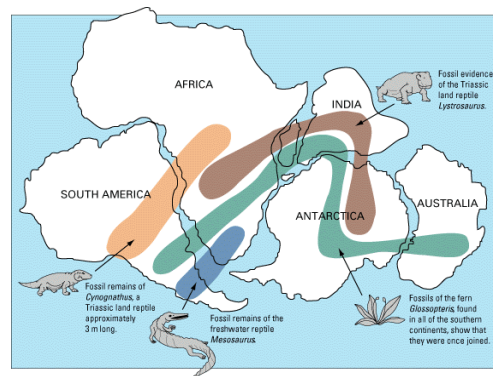 AFRICA
Fossil evidence
of the Triassic
land reptile
Lystrosaurus.
INDIA
SOUTH AMERICA
ANTARCTICA
AUSTRALIA
Fossil remains of
Cynognathus, a
Triassic land reptile
approximately
3 m long.
Fossil remains of the
freshwater reptile
Mesosaurus.
Fossils of the fern
Glossopteris, found
in all of the southern
continents, show that
they were once joined.